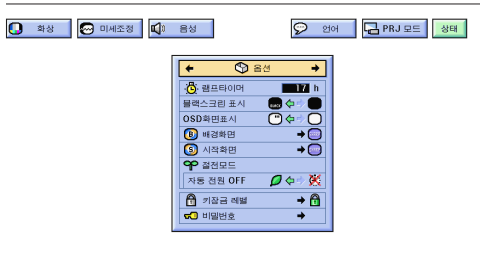 화상
미세조정
음성
언어
PRJ 모드
상태
옵션
램프타이머 17 h
블랙스크린 표시
OSD화면표시
배경화면
시작화면
절전모드
자동 전원 OFF
키잠금 레벨
비밀번호